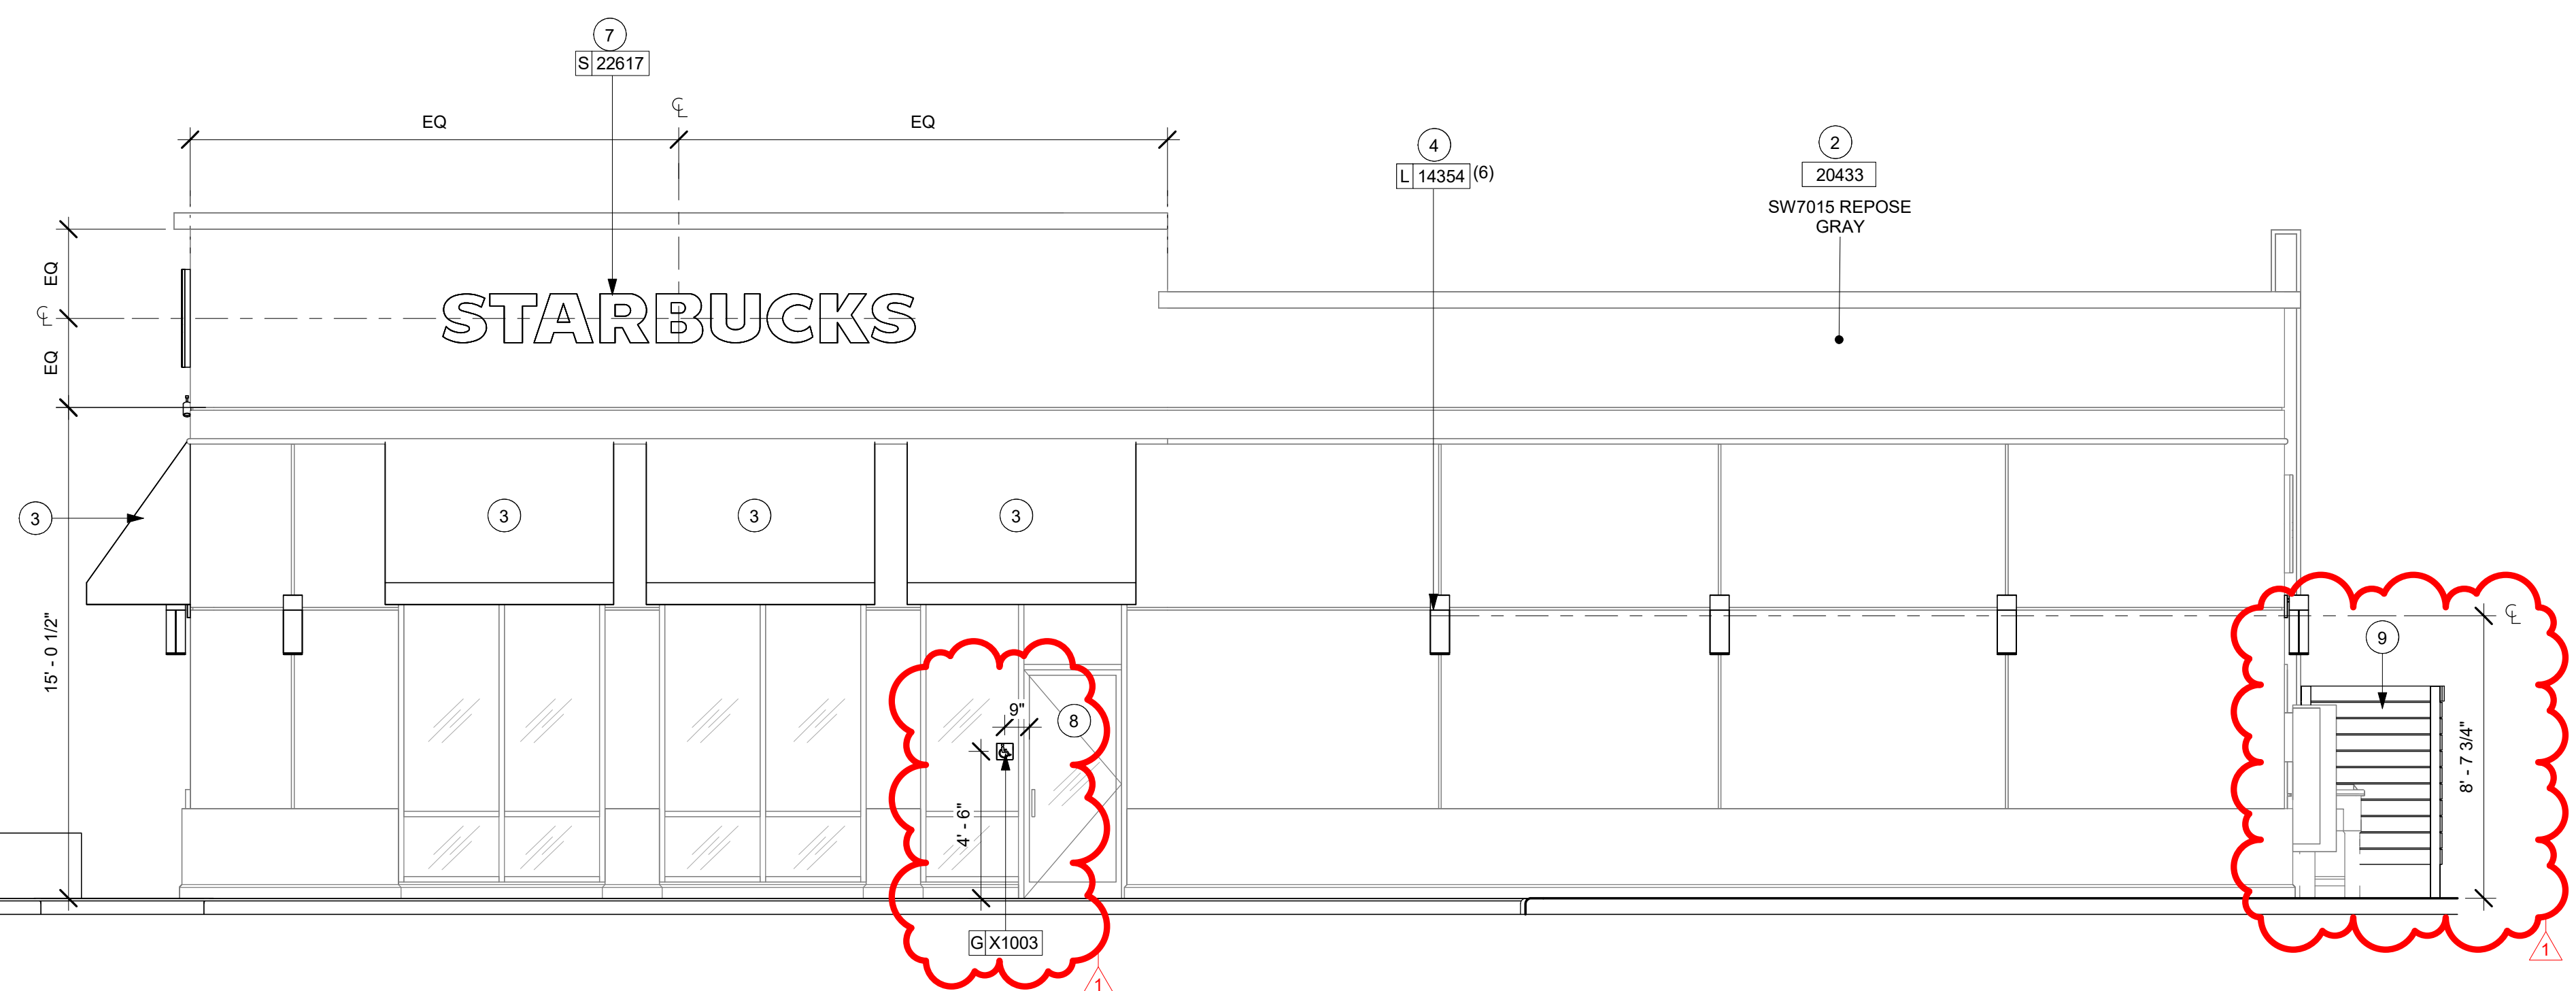 7
S 22617
℄
EQ
EQ
4
L 14354 (6)
2
20433
SW7015 REPOSE
GRAY
EQ
℄
EQ
STARBUCKS
3
3
3
3
15' - 0 1/2"
℄
9
9"
8
4' - 6"
8' - 7 3/4"
G X1003
1
1